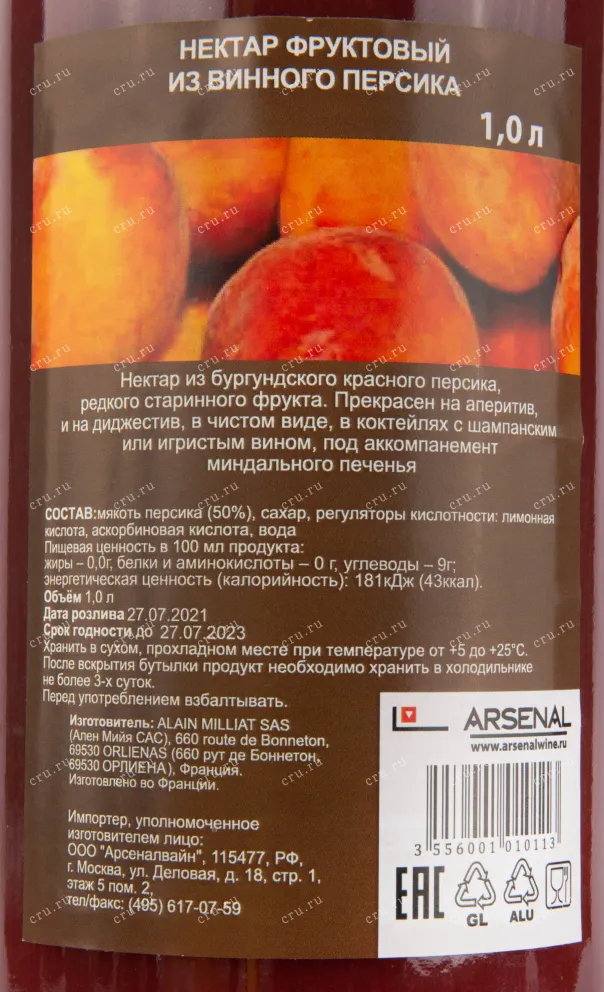 НЕКТАР ФРУКТОВЫЙ
ИЗ ВИННОГО ПЕРСИКА
1,0 л
Нектар из бургундского красного персика,
редкого старинного фрукта. Прекрасен на аперитив,
и на диджестив, в чистом виде, в коктейлях с шампанским
или игристым вином, под аккомпанемент
миндального печенья
СОСТАВ:мякоть персика (50%), сахар, регуляторы кислотности: лимонная
кислота, аскорбиновая кислота, вода
Пищевая ценность в 100 мл продукта:
жиры – 0,0г, белки и аминокислоты – 0 г, углеводы – 9г;
энергетическая ценность (калорийность): 181кДж (43ккал).
Объём 1,0 л
Дата розлива 27.07.2021
Срок годности до 27.07.2023
Хранить в сухом, прохладном месте при температуре от +5 до +25°С.
После вскрытия бутылки продукт необходимо хранить в холодильнике
не более 3-х суток.
Перед употреблением взбалтывать.
Изготовитель: ALAIN MILLIAT SAS
(Ален Мийя САС), 660 route de Bonneton,
69530 ORLIENAS (660 рут де Боннетон,
69530 ОРЛИЕНА), Франция.
Изготовлено во Франции.
Импортер, уполномоченное
изготовителем лицо:
ООО "Арсеналвайн", 115477, РФ,
г. Москва, ул. Деловая, д. 18, стр. 1,
этаж 5 пом. 2,
тел/факс: (495) 617-07-59
ARSENAL
www.arsenalwine.ru
3 556001 010113
EAC
GL
ALU
cru.ru